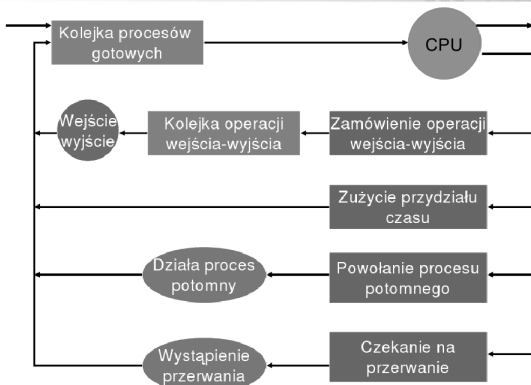 Kolejka procesów
gotowych
CPU
Wejście
wyjście
Kolejka operacji
wejścia-wyjścia
Zamówienie operacji
wejścia-wyjścia
Zużycie przydziału
czasu
Działa proces
potomny
Powołanie procesu
potomnego
Wystąpienie
przerwania
Czekanie na
przerwanie